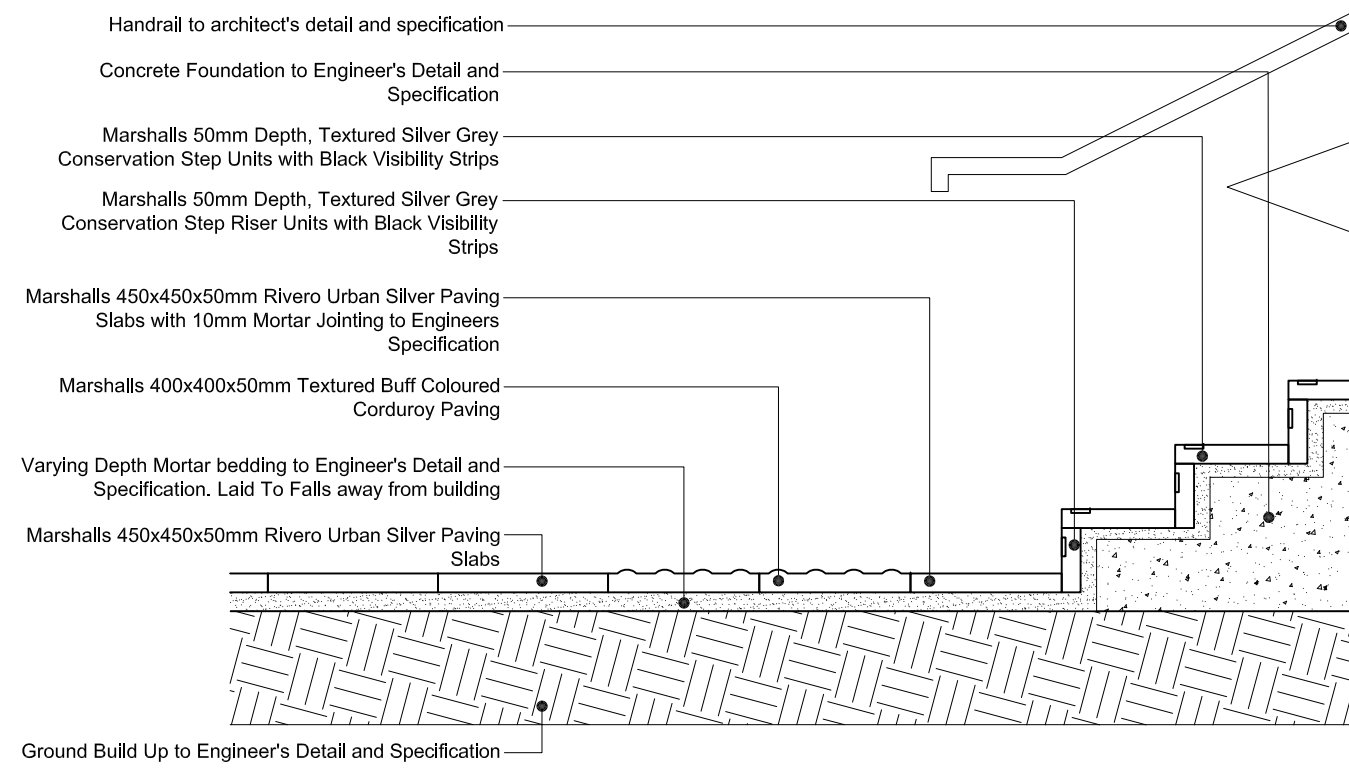 Handrail to architect's detail and specification
Concrete Foundation to Engineer's Detail and
Specification
Marshalls 50mm Depth, Textured Silver Grey
Conservation Step Units with Black Visibility Strips
Marshalls 50mm Depth, Textured Silver Grey
Conservation Step Riser Units with Black Visibility
Strips
Marshalls 450x450x50mm Rivero Urban Silver Paving
Slabs with 10mm Mortar Jointing to Engineers
Specification
Marshalls 400x400x50mm Textured Buff Coloured
Corduroy Paving
Varying Depth Mortar bedding to Engineer's Detail and
Specification. Laid To Falls away from building
Marshalls 450x450x50mm Rivero Urban Silver Paving
Slabs
Ground Build Up to Engineer's Detail and Specification